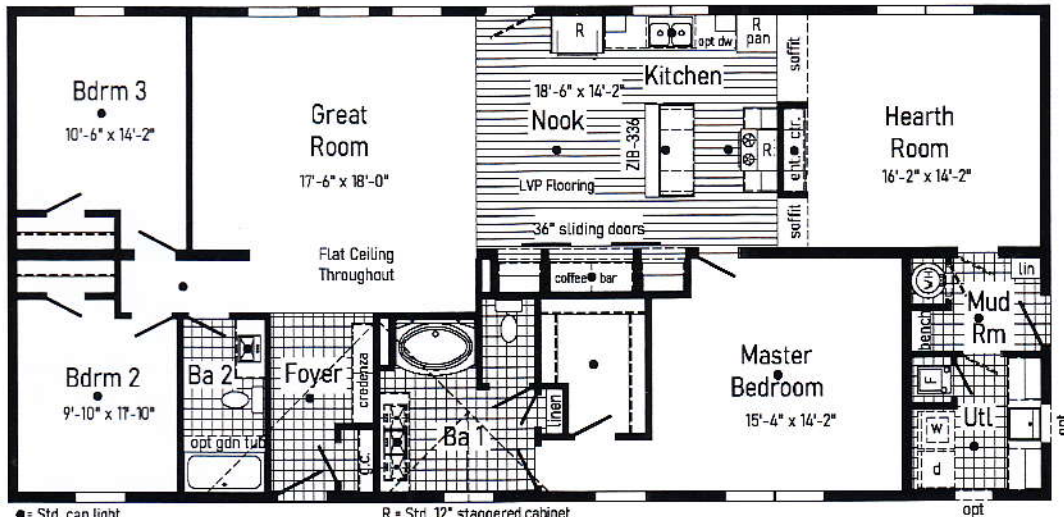 Bdrm 3
10'-6" x 14'-2"
Great
Room
17'-6" x 18'-0"
Flat Ceiling
Throughout
R
opt dw
R
pan
Kitchen
18'-6" x 14'-2"
Nook
ZIB-336
R
LVP Flooring
36" sliding doors
coffee bar
soffit
ent. ctr.
soffit
Hearth
Room
16'-2" x 14'-2"
Bdrm 2
9'-10" x 11'-10"
Ba 2
opt gdn tub
Foyer
credenza
g.c.
Ba 1
linen
Master
Bedroom
15'-4" x 14'-2"
WH
lin
Mud
Rm
bench
F
Utl
W
d
opt
opt
●= Std. can light
R = Std. 12" staggered cabinet